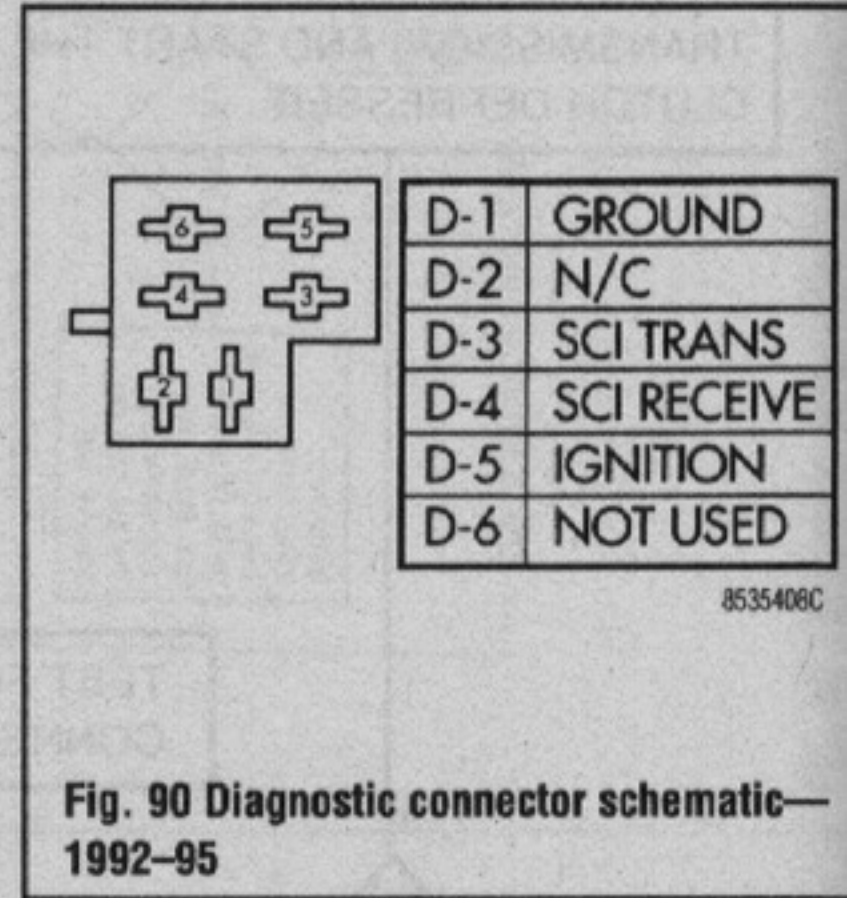 6 5
4 3
2 1
D-1 GROUND
D-2 N/C
D-3 SCI TRANS
D-4 SCI RECEIVE
D-5 IGNITION
D-6 NOT USED
8535408C
Fig. 90 Diagnostic connector schematic—
1992–95